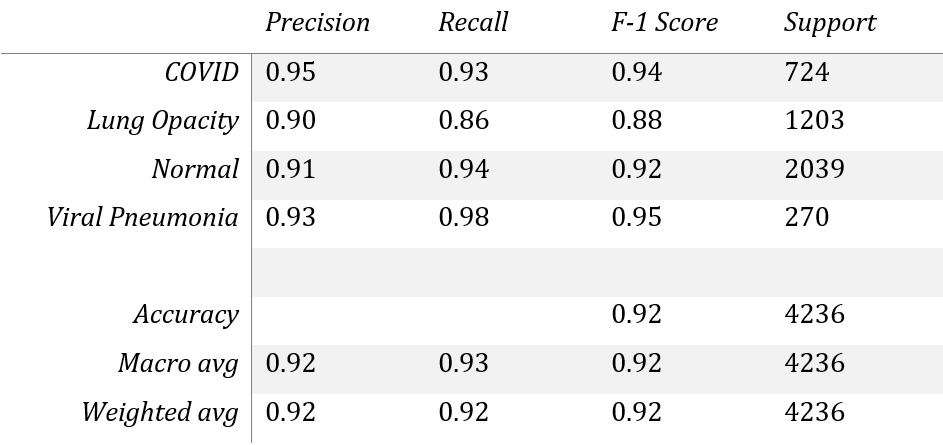 Precision Recall F-1 Score Support
COVID 0.95 0.93 0.94 724
Lung Opacity 0.90 0.86 0.88 1203
Normal 0.91 0.94 0.92 2039
Viral Pneumonia 0.93 0.98 0.95 270
Accuracy 0.92 4236
Macro avg 0.92 0.93 0.92 4236
Weighted avg 0.92 0.92 0.92 4236